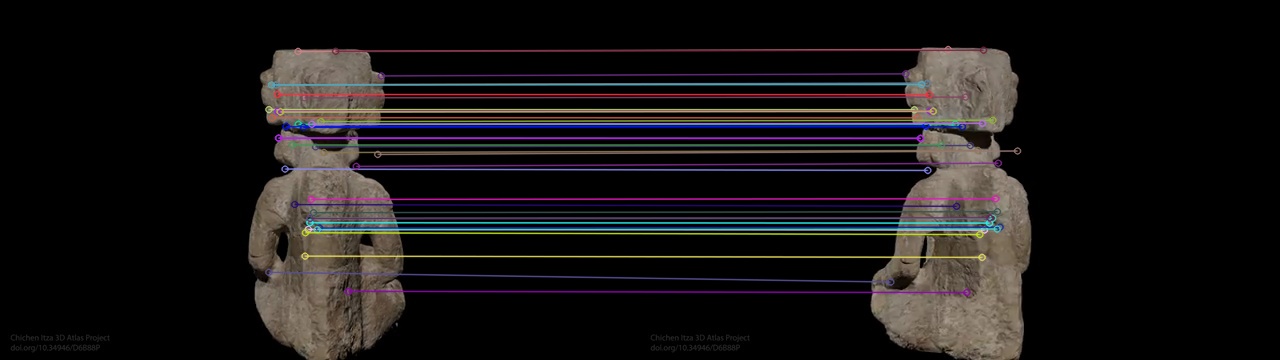 Chichen Itza 3D Atlas Project
doi.org/10.34946/D6B88P
Chichen Itza 3D Atlas Project
doi.org/10.34946/D6B88P